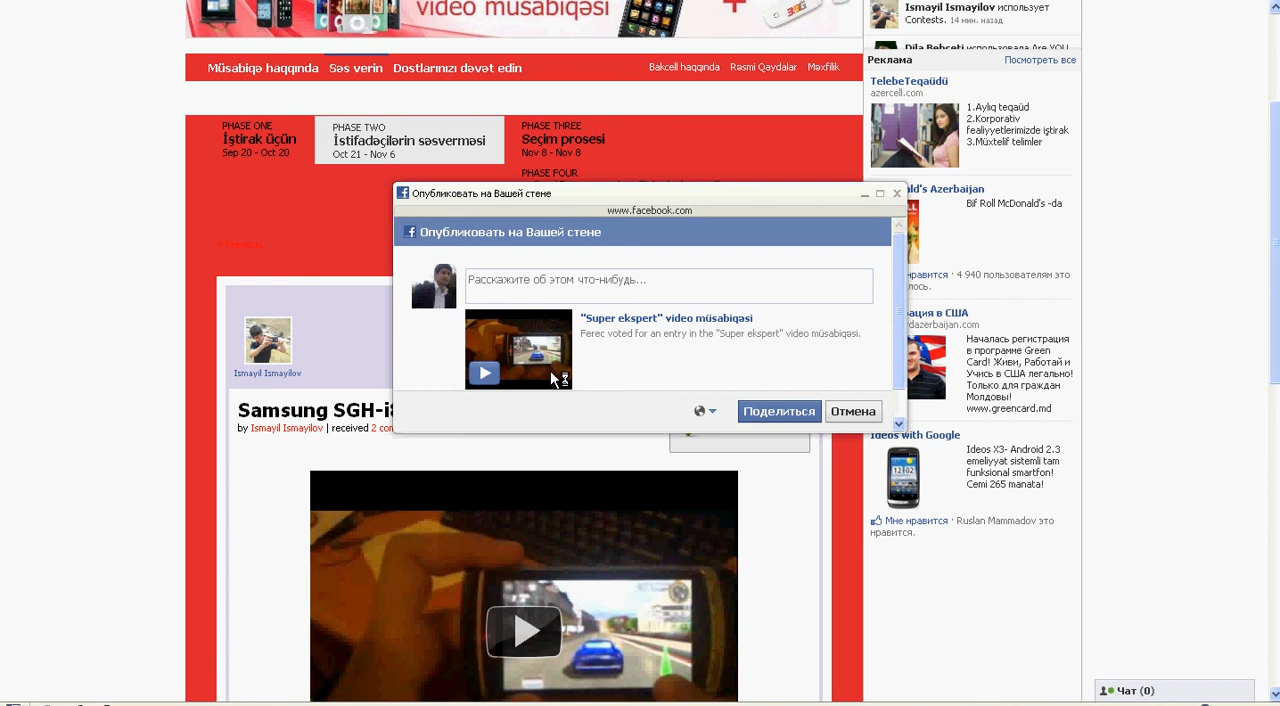 video müsabiqəsi
+
Ismayil Ismayilov использует
Contests. 14 мин. назад
Müsabiqə haqqında Səs verin Dostlarınızı dəvət edin
Bakcell haqqında Rəsmi Qaydalar Məxfilik
Реклама Посмотреть все
TelebeTeqaüdü
azercell.com
1.Aylıq teqaüd
2.Korporativ
fealiyyetlerimizde iştirak
3.Müxtelif telimler
PHASE ONE
İştirak üçün
Sep 20 - Oct 20
PHASE TWO
İstifadəçilərin səsverməsi
Oct 21 - Nov 6
PHASE THREE
Seçim prosesi
Nov 8 - Nov 8
PHASE FOUR
< Previous
Опубликовать на Вашей стене
www.facebook.com
Опубликовать на Вашей стене
Расскажите об этом что-нибудь...
"Super ekspert" video müsabiqəsi
Ferec voted for an entry in the "Super ekspert" video müsabiqəsi.
Поделиться Отмена
ld's Azerbaijan
Bif Roll McDonald's -da
нравится · 4 940 пользователям это
лось.
рация в США
dazerbaijan.com
Началась регистрация
в программе Green
Card! Живи, Работай и
Учись в США легально!
Только для граждан
Молдовы!
www.greencard.md
Ideos with Google
Ideos X3- Android 2.3
emeliyyat sistemli tam
funksional smartfon!
Cemi 265 manata!
Мне нравится · Ruslan Mammadov это
нравится.
Ismayil Ismayilov
Samsung SGH-i8
by Ismayil Ismayilov | received 2 com
Чат (0)